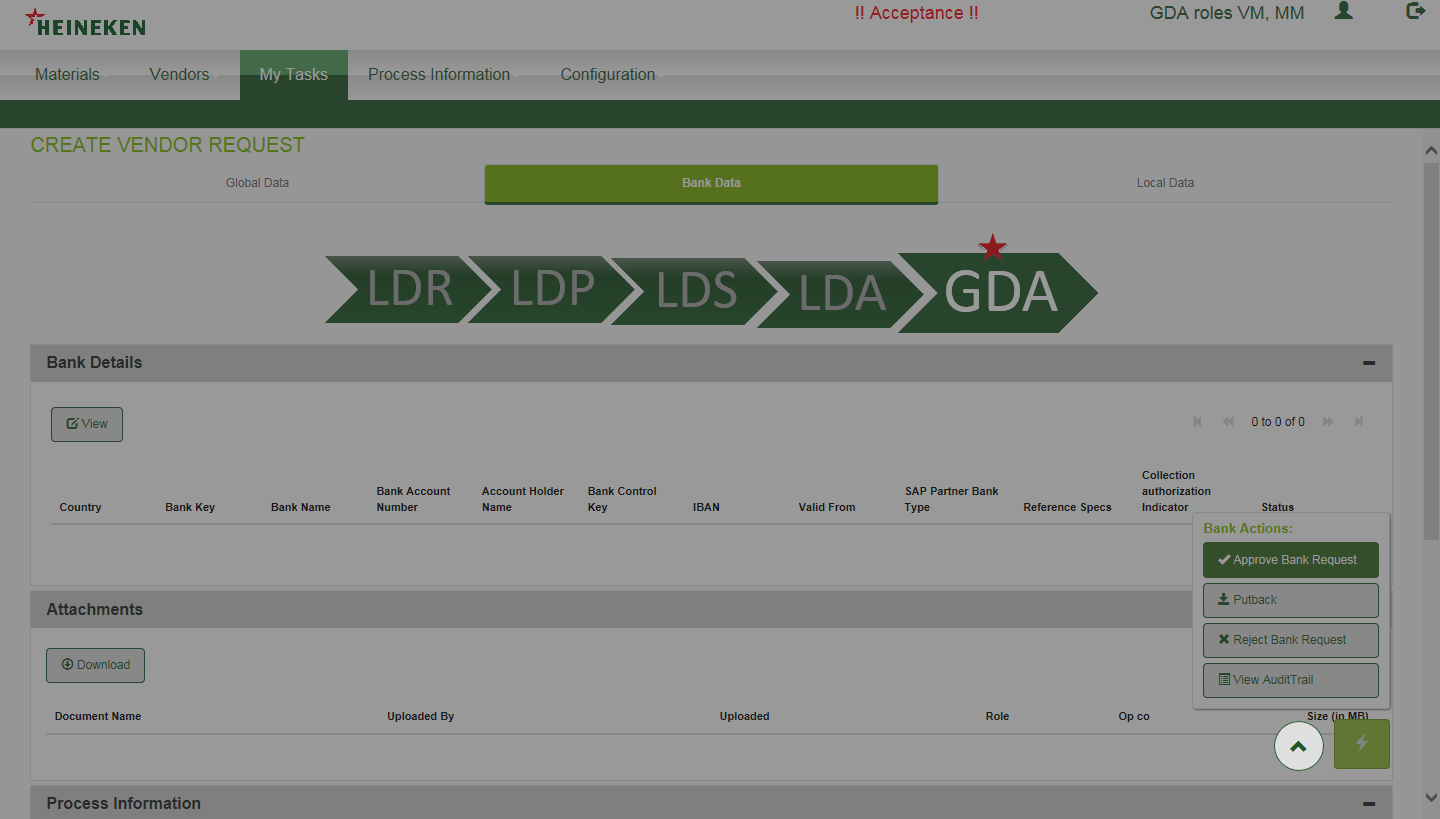 HEINEKEN
!! Acceptance !!
GDA roles VM, MM
Materials
Vendors
My Tasks
Process Information
Configuration
CREATE VENDOR REQUEST
Global Data
Bank Data
Local Data
LDR
LDP
LDS
LDA
GDA
Bank Details
View
0 to 0 of 0
Country
Bank Key
Bank Name
Bank Account
Number
Account Holder
Name
Bank Control
Key
IBAN
Valid From
SAP Partner Bank
Type
Reference Specs
Collection
authorization
Indicator
Status
Bank Actions:
Approve Bank Request
Putback
Reject Bank Request
View AuditTrail
Attachments
Download
Document Name
Uploaded By
Uploaded
Role
Op co
Size (in MB)
Process Information